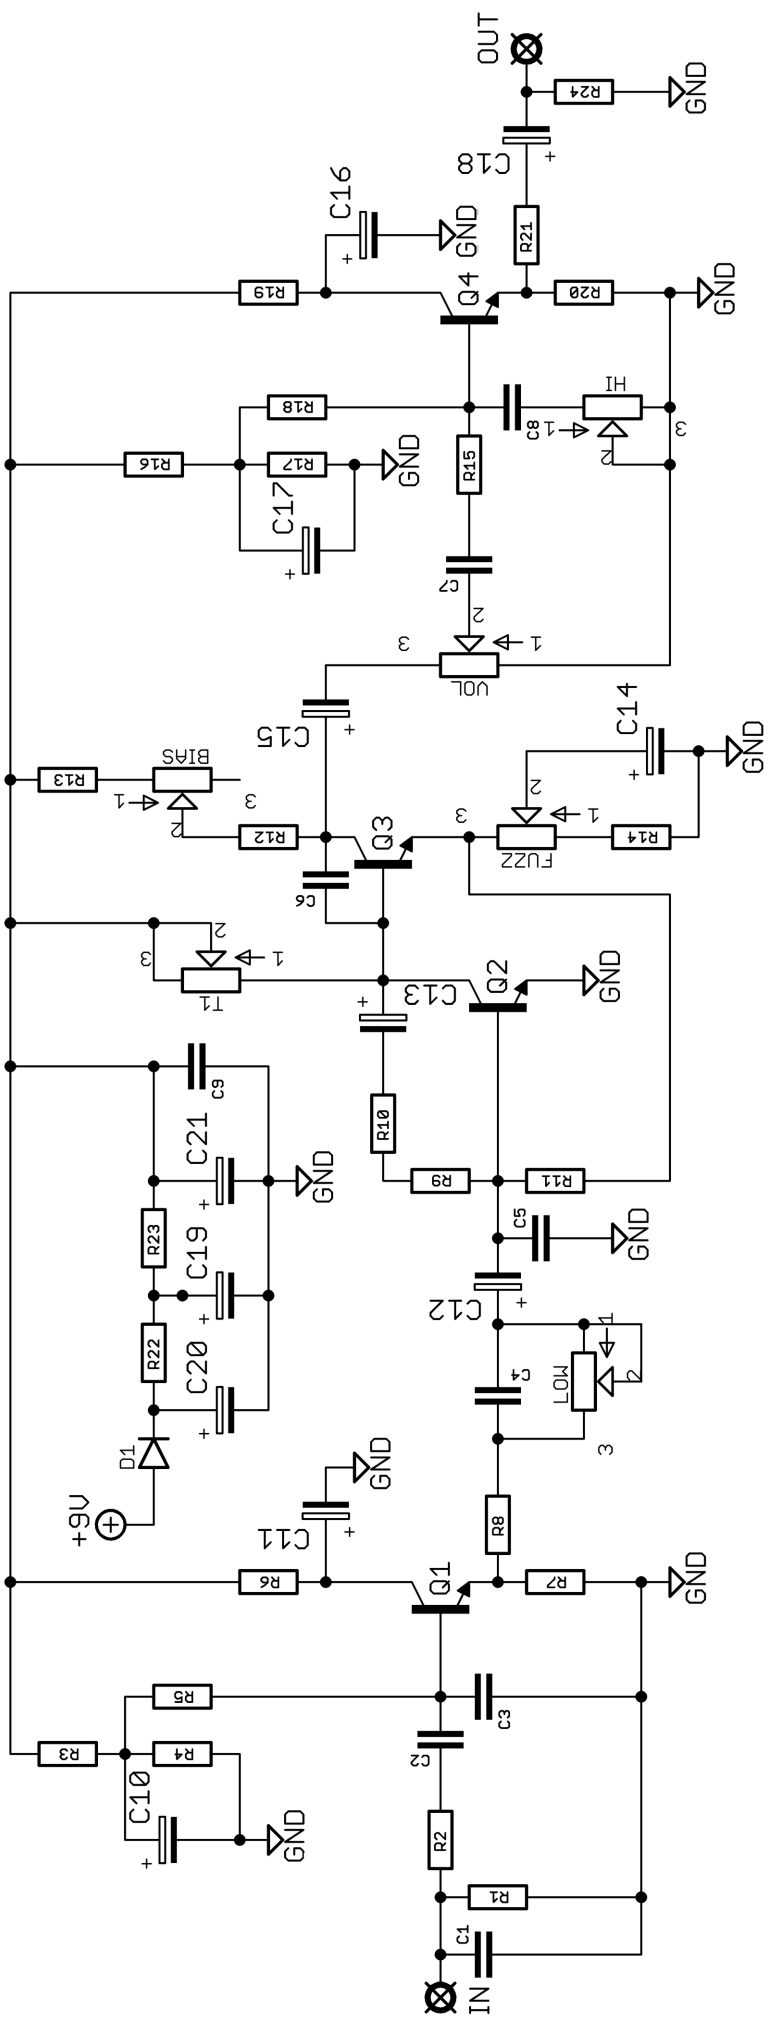 OUT
R24
GND
C18
+
C16
+
GND
R21
R19
Q4
R20
GND
HI
R18
C8
1
2
3
R16
R17
GND
R15
C17
+
C7
2
1
3
VOL
C15
+
C14
+
GND
R13
BIAS
1
2
3
R12
Q3
3
2
1
FUZZ
R14
C6
2
3
1
T1
+
C13
Q2
GND
C9
R10
C21
+
GND
R9
R11
R23
C19
+
C5
GND
C12
+
R22
C20
+
C4
LOW
1
2
3
D1
+9V
GND
C11
+
R8
R6
Q1
R7
GND
R5
C3
R3
R4
C2
C10
+
GND
R2
R1
C1
IN